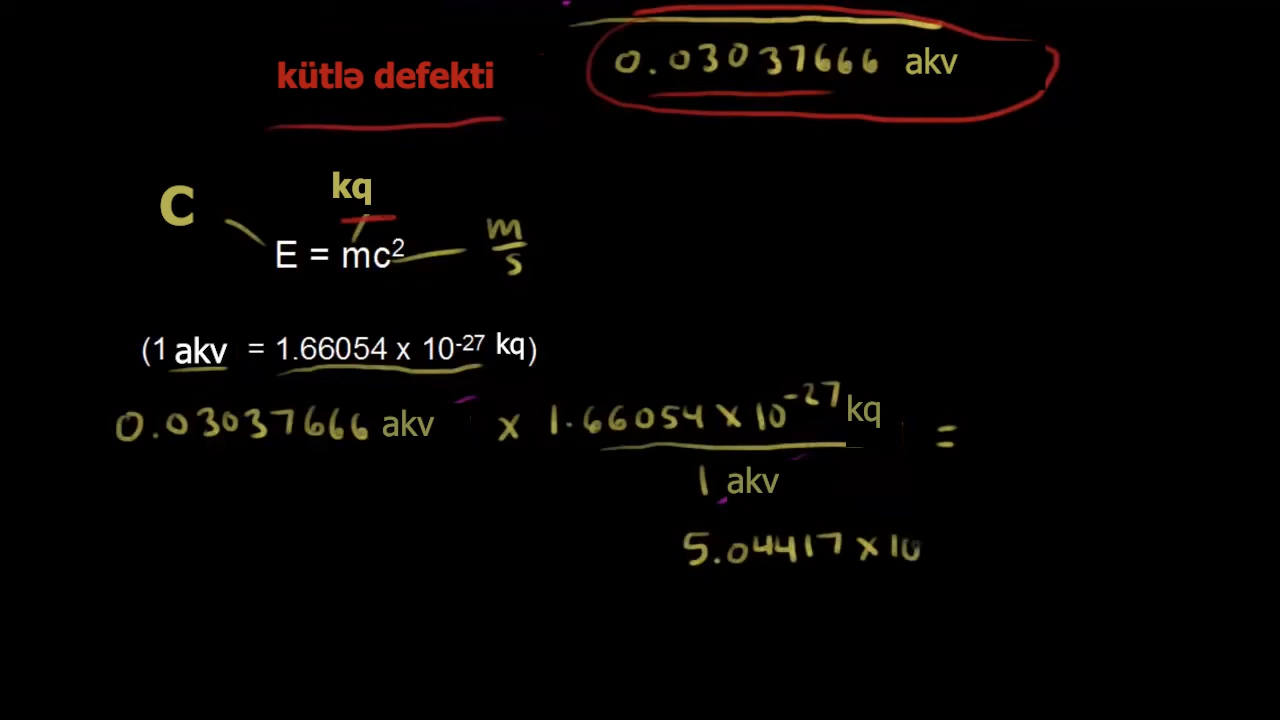 0.03037666 akv
kütlə defekti
C kq
E = mc² m/s
(1 akv = 1.66054 x 10⁻²⁷ kq)
0.03037666 akv x 1.66054 x 10⁻²⁷ kq =
1 akv
5.04417 x 10